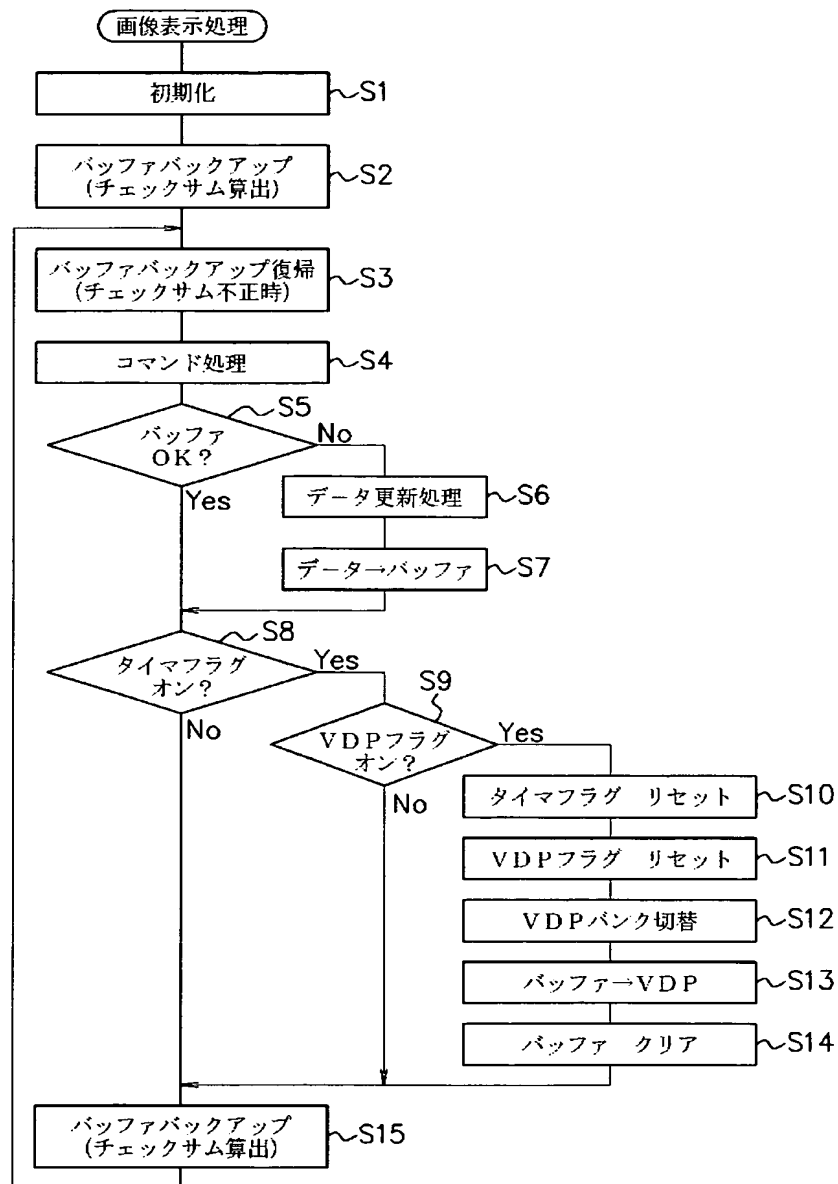 画像表示処理
初期化
S1
バッファバックアップ
(チェックサム算出)
S2
バッファバックアップ復帰
(チェックサム不正時)
S3
コマンド処理
S4
S5
バッファ
OK?
No
Yes
データ更新処理
S6
データ→バッファ
S7
S8
タイマフラグ
オン?
Yes
No
S9
VDPフラグ
オン?
Yes
No
タイマフラグ リセット
S10
VDPフラグ リセット
S11
VDPバンク切替
S12
バッファ→VDP
S13
バッファ クリア
S14
バッファバックアップ
(チェックサム算出)
S15